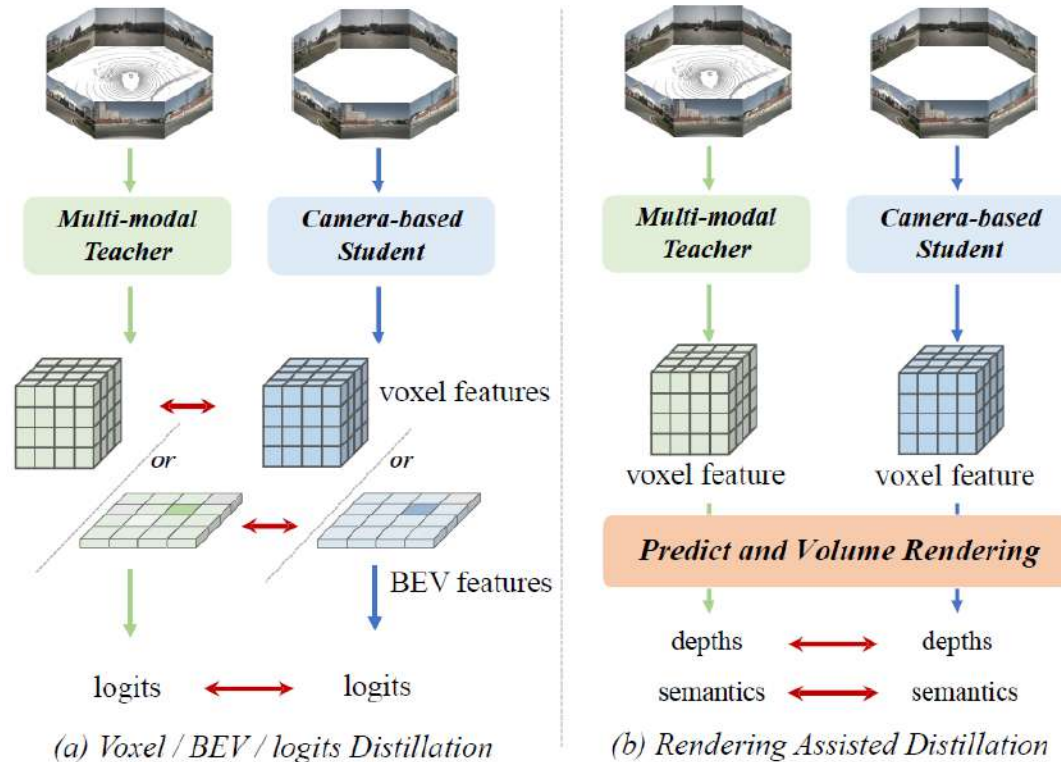 Multi-modal
Teacher
Camera-based
Student
voxel features
or
or
BEV features
logits
logits
(a) Voxel / BEV / logits Distillation
Multi-modal
Teacher
Camera-based
Student
voxel feature
voxel feature
Predict and Volume Rendering
depths
depths
semantics
semantics
(b) Rendering Assisted Distillation